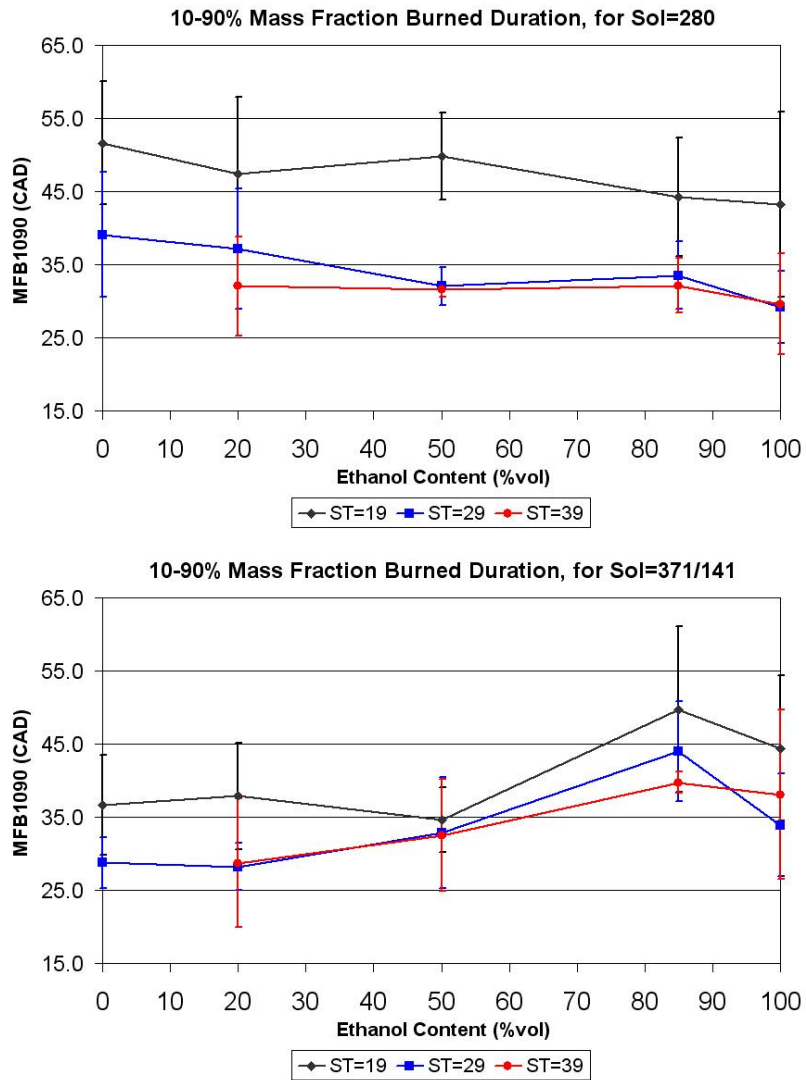 10-90% Mass Fraction Burned Duration, for Sol=280
65.0
55.0
45.0
35.0
25.0
15.0
MFB1090 (CAD)
0 10 20 30 40 50 60 70 80 90 100
Ethanol Content (%vol)
ST=19 ST=29 ST=39
10-90% Mass Fraction Burned Duration, for Sol=371/141
65.0
55.0
45.0
35.0
25.0
15.0
MFB1090 (CAD)
0 10 20 30 40 50 60 70 80 90 100
Ethanol Content (%vol)
ST=19 ST=29 ST=39